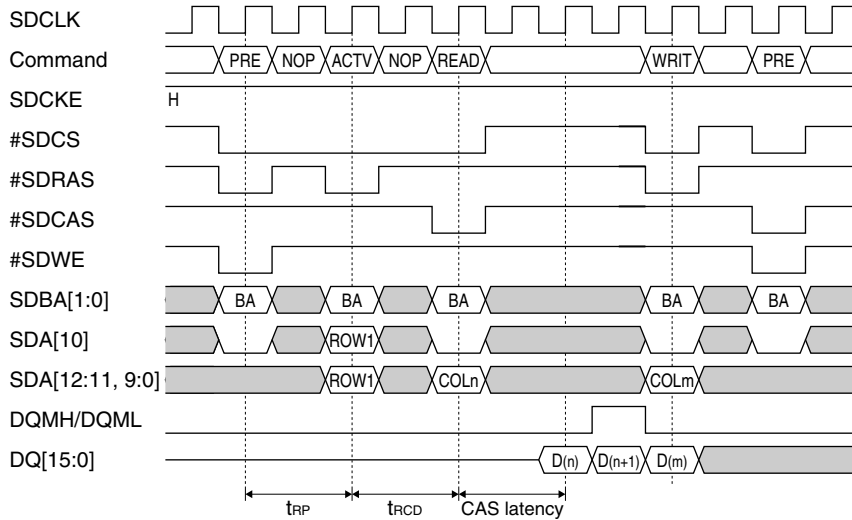 SDCLK
Command PRE NOP ACTV NOP READ WRIT PRE
SDCKE H
#SDCS
#SDRAS
#SDCAS
#SDWE
SDBA[1:0] BA BA BA BA BA
SDA[10] ROW1
SDA[12:11, 9:0] ROW1 COLn COLm
DQMH/DQML
DQ[15:0] D(n) D(n+1) D(m)
tRP tRCD CAS latency